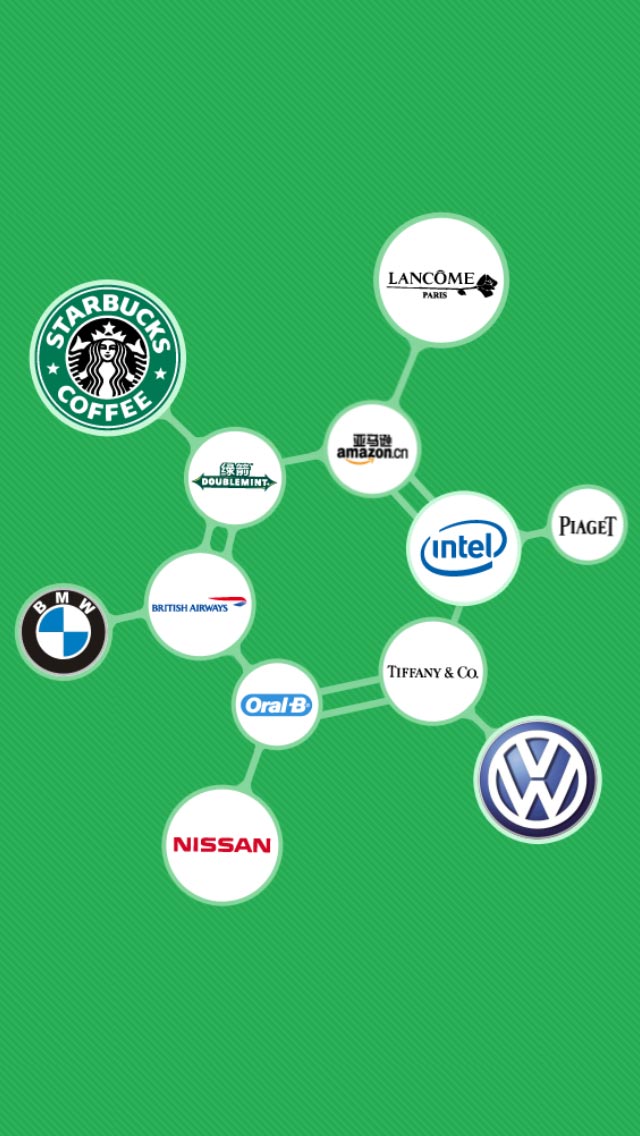 LANCÔME
PARIS
STARBUCKS
COFFEE
亚马逊
amazon.cn
绿箭
DOUBLEMINT.
PIAGET
intel
BMW
BRITISH AIRWAYS
TIFFANY & CO.
Oral-B
VW
NISSAN